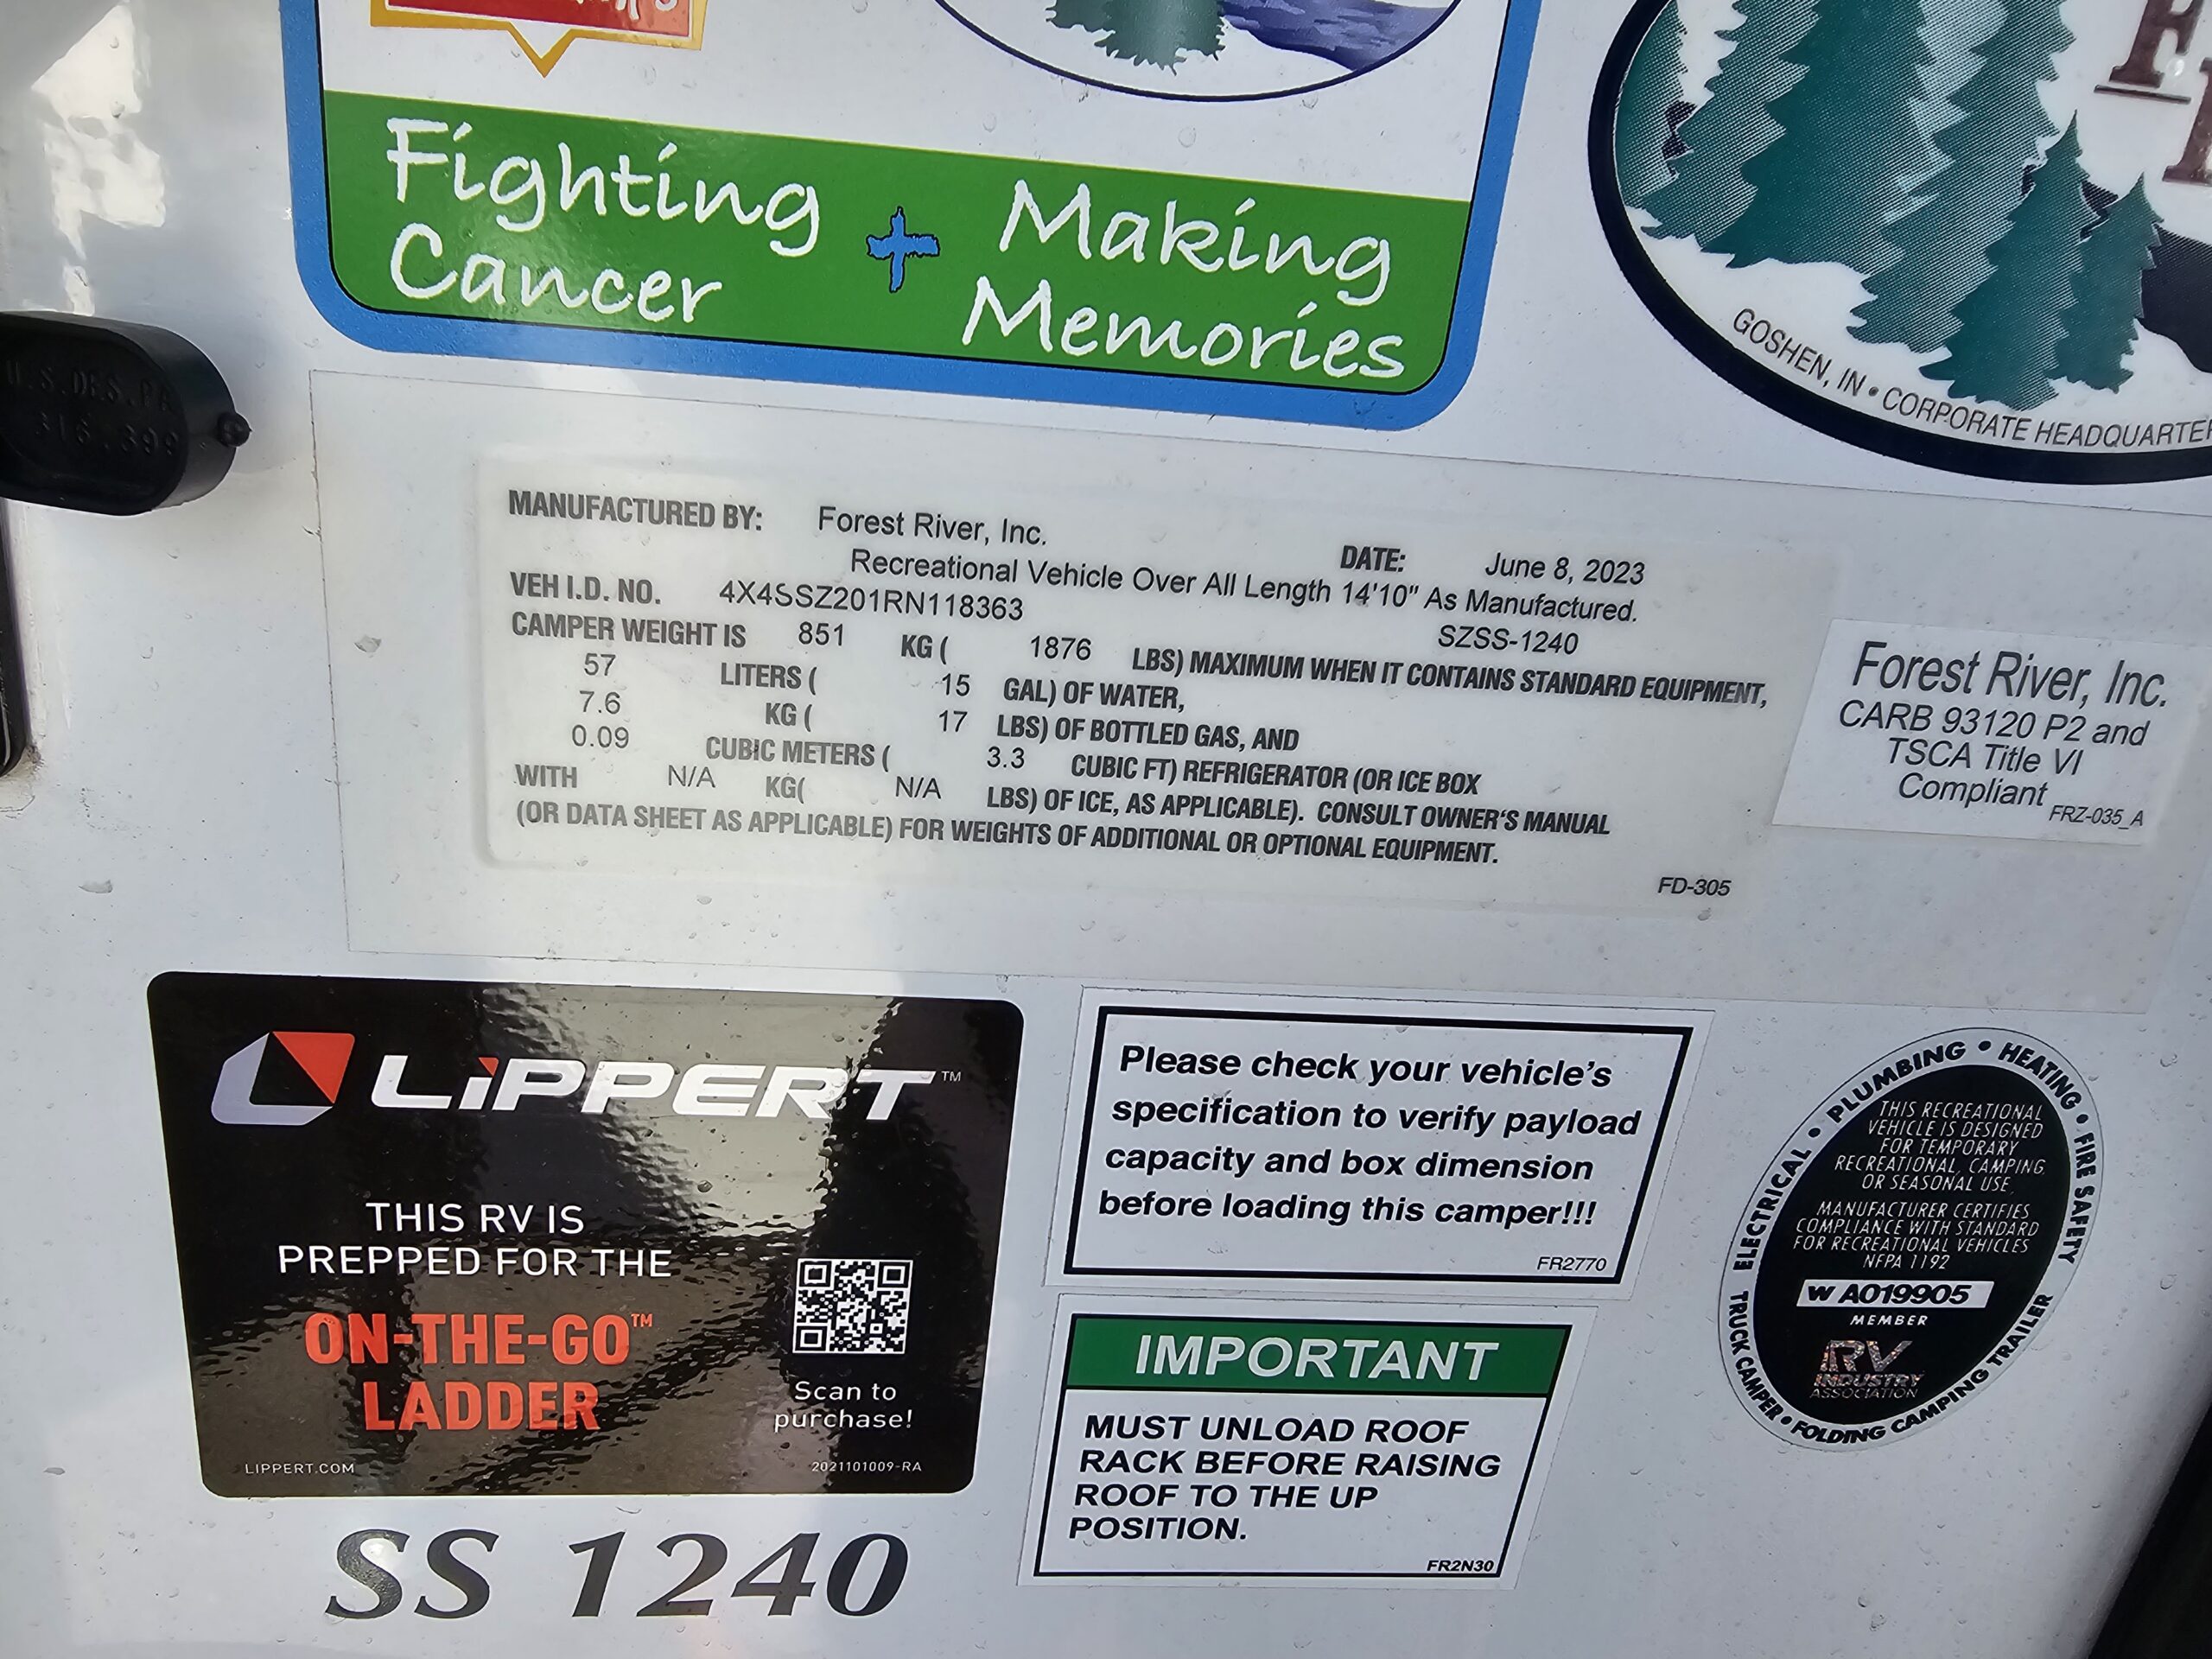 Fighting
Cancer
+
Making
Memories
GOSHEN, IN • CORPORATE
U.S.DES.PA
316,399
MANUFACTURED BY: Forest River, Inc.
DATE: June 8, 2023
Recreational Vehicle Over All Length 14'10" As Manufactured.
VEH I.D. NO. 4X4SSZ201RN118363
SZSS-1240
CAMPER WEIGHT IS 851 KG ( 1876 LBS) MAXIMUM WHEN IT CONTAINS STANDARD EQUIPMENT,
57 LITERS ( 15 GAL) OF WATER,
7.6 KG ( 17 LBS) OF BOTTLED GAS, AND
0.09 CUBIC METERS ( 3.3 CUBIC FT) REFRIGERATOR (OR ICE BOX
WITH N/A KG( N/A LBS) OF ICE, AS APPLICABLE). CONSULT OWNER'S MANUAL
(OR DATA SHEET AS APPLICABLE) FOR WEIGHTS OF ADDITIONAL OR OPTIONAL EQUIPMENT.
FD-305
Forest River, Inc.
CARB 93120 P2 and
TSCA Title VI
Compliant
FRZ-035_A
LiPPERT™
THIS RV IS
PREPPED FOR THE
ON-THE-GO™
LADDER
Scan to
purchase!
LIPPERT.COM
2021101009-RA
SS 1240
Please check your vehicle's
specification to verify payload
capacity and box dimension
before loading this camper!!!
FR2770
IMPORTANT
MUST UNLOAD ROOF
RACK BEFORE RAISING
ROOF TO THE UP
POSITION.
FR2N30
ELECTRICAL • PLUMBING • HEATING • FIRE SAFETY
THIS RECREATIONAL
VEHICLE IS DESIGNED
FOR TEMPORARY
RECREATIONAL, CAMPING
OR SEASONAL USE
MANUFACTURER CERTIFIES
COMPLIANCE WITH STANDARD
FOR RECREATIONAL VEHICLES
NFPA 1192
W A019905
MEMBER
RV
INDUSTRY
ASSOCIATION
TRUCK CAMPER • FOLDING CAMPING TRAILER